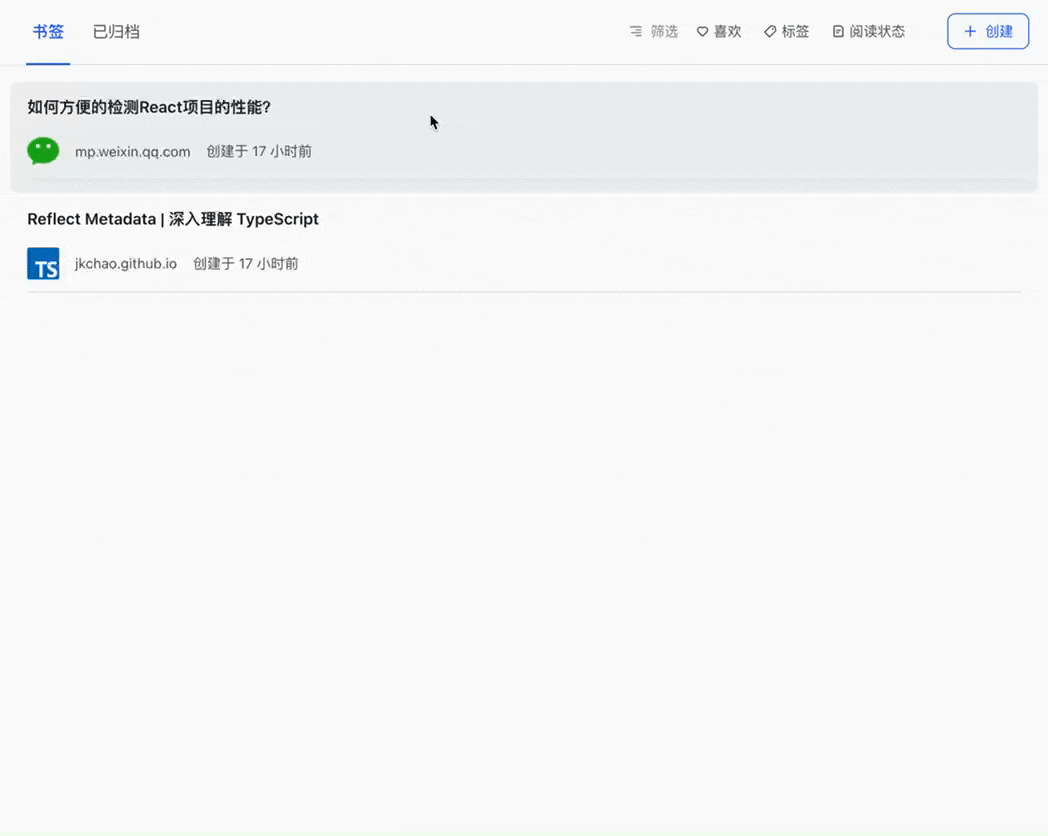 书签 已归档 筛选 喜欢 标签 阅读状态 + 创建
如何方便的检测React项目的性能?
mp.weixin.qq.com 创建于 17 小时前
Reflect Metadata | 深入理解 TypeScript
TS jkchao.github.io 创建于 17 小时前